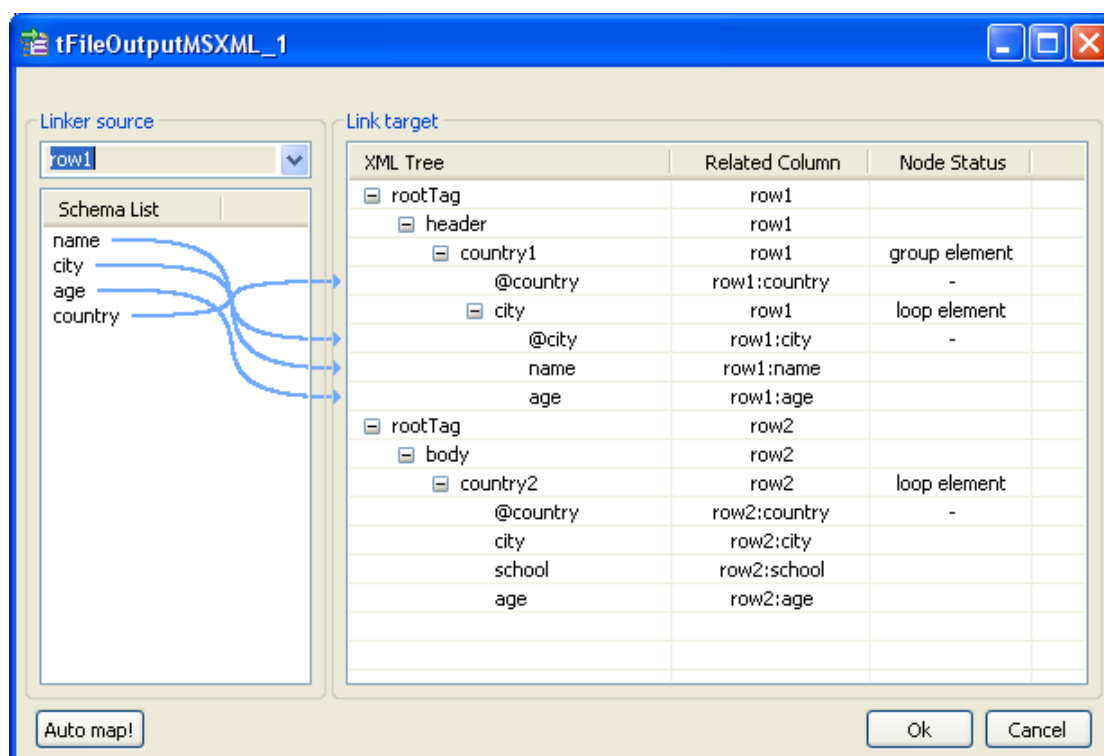 tFileOutputMSXML_1
Linker source
row1
Schema List
name
city
age
country
Link target
XML Tree Related Column Node Status
rootTag row1
header row1
country1 row1 group element
@country row1:country -
city row1 loop element
@city row1:city -
name row1:name
age row1:age
rootTag row2
body row2
country2 row2 loop element
@country row2:country -
city row2:city
school row2:school
age row2:age
Auto map! Ok Cancel